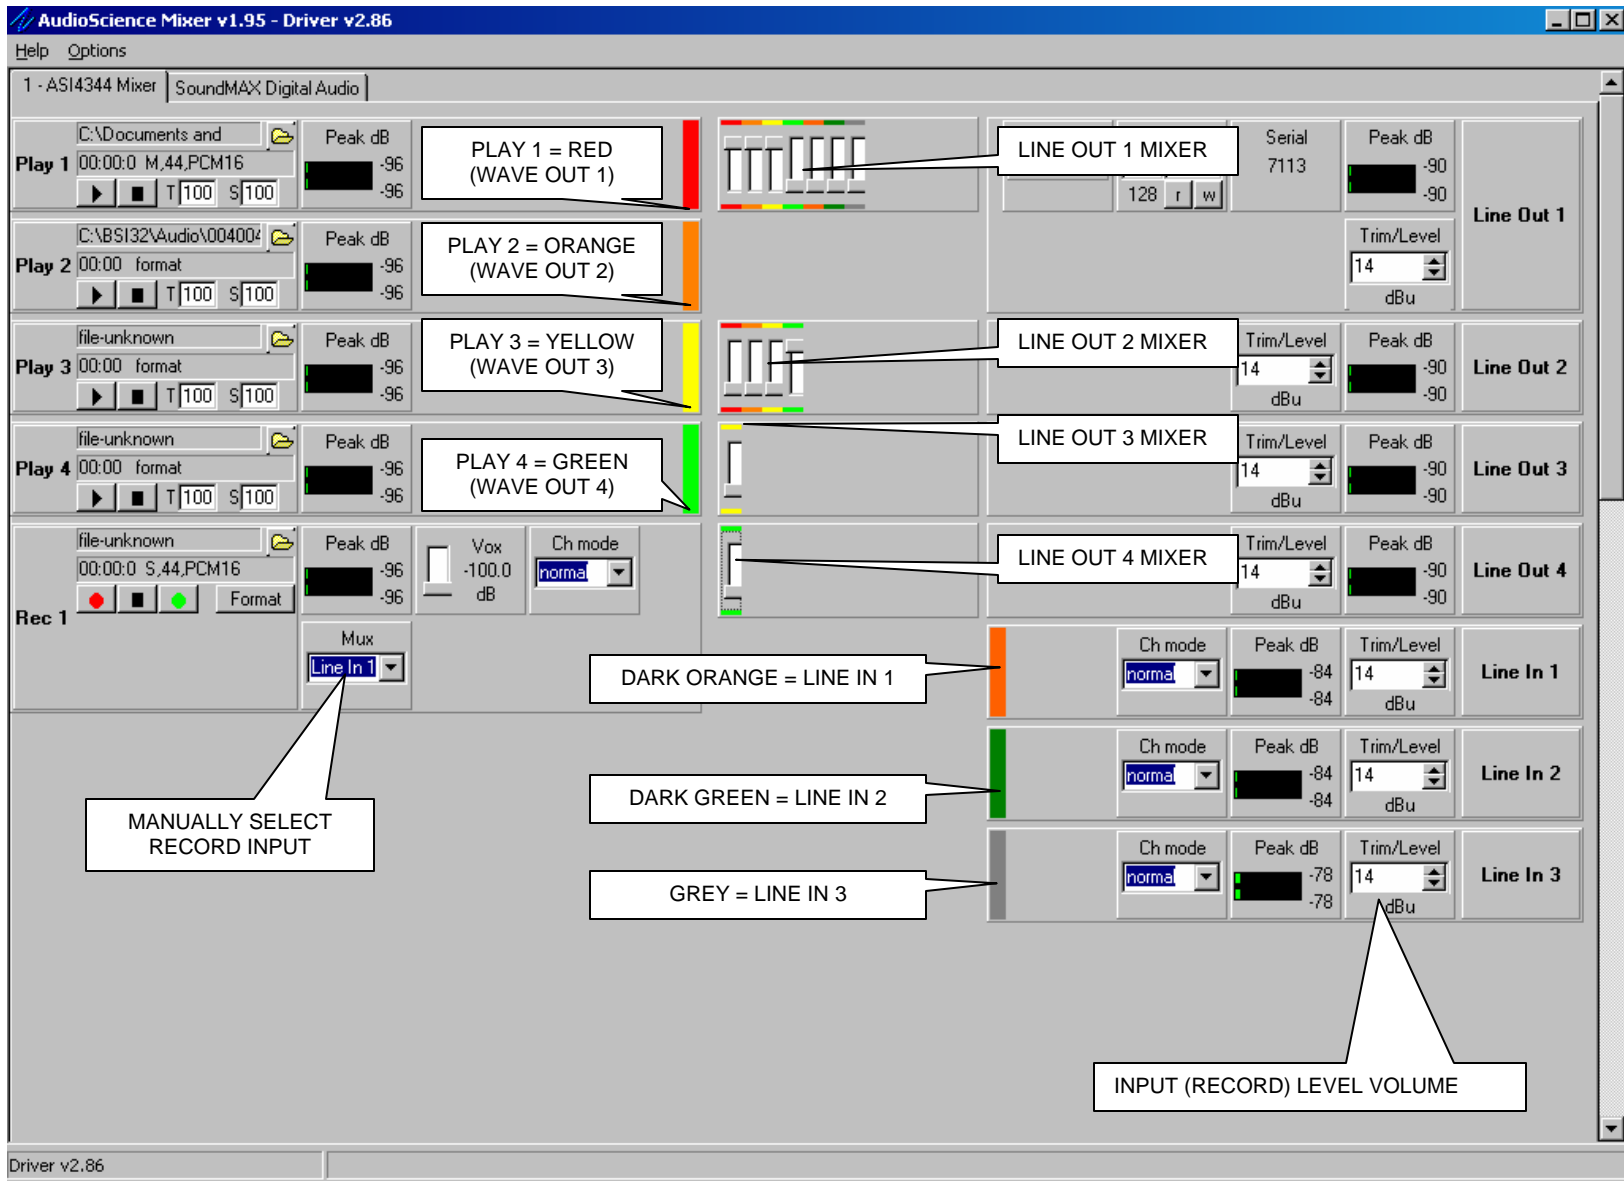 AudioScience Mixer v1.95 - Driver v2.86
Help Options
1 - ASI4344 Mixer SoundMAX Digital Audio
Play 1
C:\Documents and
00:00:0 M,44,PCM16
T 100 S 100
Peak dB
-96
-96
PLAY 1 = RED
(WAVE OUT 1)
LINE OUT 1 MIXER
128 r w
Serial
7113
Peak dB
-90
-90
Trim/Level
14
dBu
Line Out 1
Play 2
C:\BSI32\Audio\004004
00:00 format
T 100 S 100
Peak dB
-96
-96
PLAY 2 = ORANGE
(WAVE OUT 2)
Play 3
file-unknown
00:00 format
T 100 S 100
Peak dB
-96
-96
PLAY 3 = YELLOW
(WAVE OUT 3)
LINE OUT 2 MIXER
Trim/Level
14
dBu
Peak dB
-90
-90
Line Out 2
Play 4
file-unknown
00:00 format
T 100 S 100
Peak dB
-96
-96
PLAY 4 = GREEN
(WAVE OUT 4)
LINE OUT 3 MIXER
Trim/Level
14
dBu
Peak dB
-90
-90
Line Out 3
Rec 1
file-unknown
00:00:0 S,44,PCM16
Format
Peak dB
-96
-96
Vox
-100.0
dB
Ch mode
normal
Mux
Line In 1
MANUALLY SELECT
RECORD INPUT
LINE OUT 4 MIXER
Trim/Level
14
dBu
Peak dB
-90
-90
Line Out 4
DARK ORANGE = LINE IN 1
Ch mode
normal
Peak dB
-84
-84
Trim/Level
14
dBu
Line In 1
DARK GREEN = LINE IN 2
Ch mode
normal
Peak dB
-84
-84
Trim/Level
14
dBu
Line In 2
GREY = LINE IN 3
Ch mode
normal
Peak dB
-78
-78
Trim/Level
14
dBu
Line In 3
INPUT (RECORD) LEVEL VOLUME
Driver v2.86